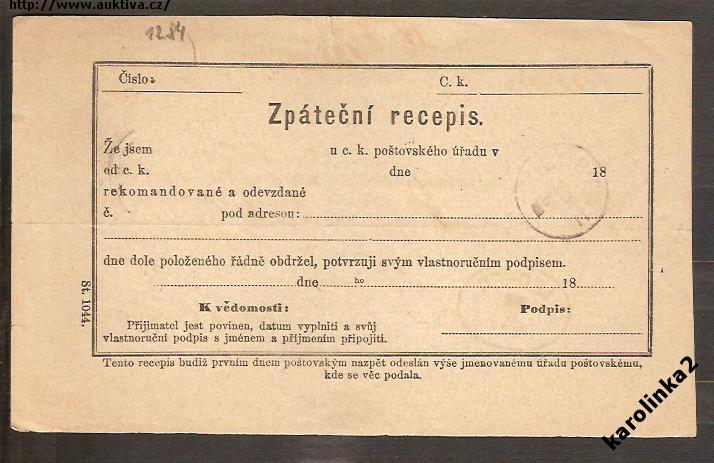 http://www.auktiva.cz/
1284
Číslo:
C. k.
Zpáteční recepis.
Že jsem u c. k. poštovského úřadu v
od c. k. dne 18
rekomandované a odevzdané
č. pod adresou:
dne dole položeného řádně obdržel, potvrzuji svým vlastnoručním podpisem.
dne ho 18
K vědomosti: Podpis:
Přijimatel jest povinen, datum vyplniti a svůj
vlastnoruční podpis s jménem a příjmením připojiti.
St. 1044.
Tento recepis budiž prvním dnem poštovským nazpět odeslán výše jmenovanému úřadu poštovskému,
kde se věc podala.
karolinka2